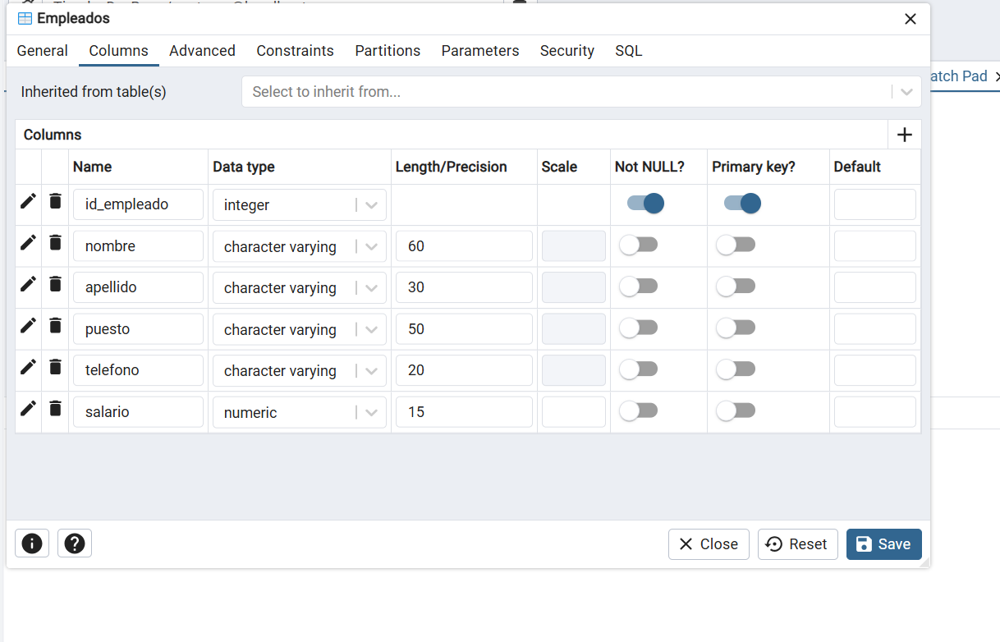 Empleados
General Columns Advanced Constraints Partitions Parameters Security SQL
atch Pad
Inherited from table(s) Select to inherit from...
Columns
Name Data type Length/Precision Scale Not NULL? Primary key? Default
id_empleado integer
nombre character varying 60
apellido character varying 30
puesto character varying 50
telefono character varying 20
salario numeric 15
Close Reset Save